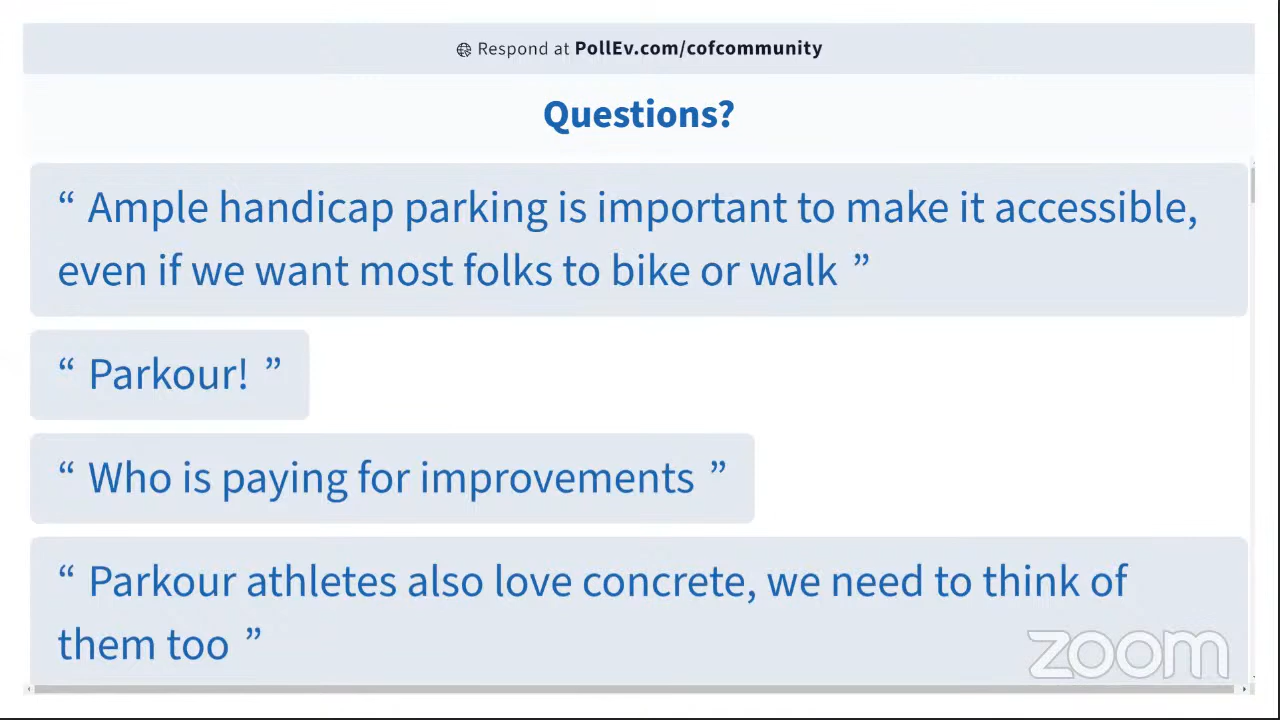 Respond at PollEv.com/cofcommunity
Questions?
“ Ample handicap parking is important to make it accessible,
even if we want most folks to bike or walk ”
“ Parkour! ”
“ Who is paying for improvements ”
“ Parkour athletes also love concrete, we need to think of
them too ”
zoom